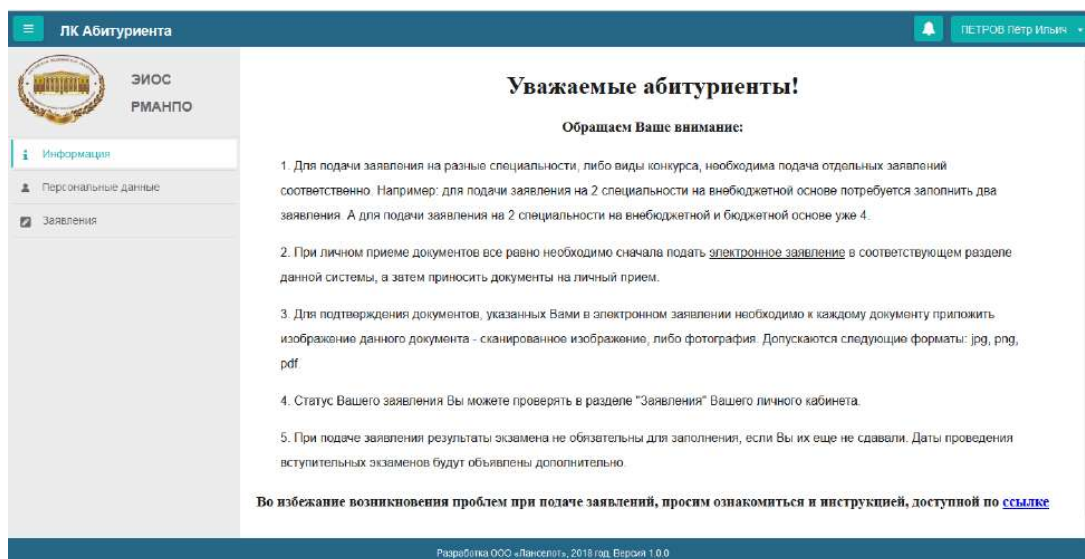 ЛК Абитуриента
ПЕТРОВ Петр Ильич
ЭИОС
РМАНПО
Информация
Персональные данные
Заявления
Уважаемые абитуриенты!
Обращаем Ваше внимание:
1. Для подачи заявления на разные специальности, либо виды конкурса, необходима подача отдельных заявлений
соответственно. Например: для подачи заявления на 2 специальности на внебюджетной основе потребуется заполнить два
заявления. А для подачи заявления на 2 специальности на внебюджетной и бюджетной основе уже 4.
2. При личном приеме документов все равно необходимо сначала подать электронное заявление в соответствующем разделе
данной системы, а затем приносить документы на личный прием.
3. Для подтверждения документов, указанных Вами в электронном заявлении необходимо к каждому документу приложить
изображение данного документа - сканированное изображение, либо фотография. Допускаются следующие форматы: jpg, png,
pdf.
4. Статус Вашего заявления Вы можете проверять в разделе "Заявления" Вашего личного кабинета.
5. При подаче заявления результаты экзамена не обязательны для заполнения, если Вы их еще не сдавали. Даты проведения
вступительных экзаменов будут объявлены дополнительно.
Во избежание возникновения проблем при подаче заявлений, просим ознакомиться и инструкцией, доступной по ссылке
Разработка ООО «Ланселот», 2018 год, Версия 1.0.0